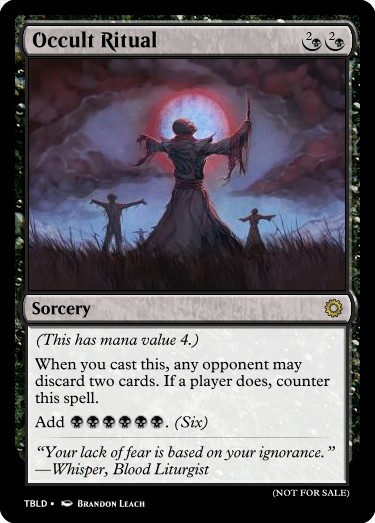 Occult Ritual 2 2
Sorcery
(This has mana value 4.)
When you cast this, any opponent may
discard two cards. If a player does, counter
this spell.
Add . (Six)
“Your lack of fear is based on your ignorance.”
—Whisper, Blood Liturgist
(NOT FOR SALE)
TBLD • Brandon Leach